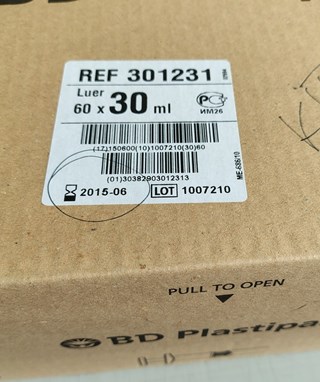 REF 301231
Luer
60 x 30 ml
ИМ26
(17)150600(10)1007210(30)60
(01)30382903012313
2015-06 LOT 1007210
PULL TO OPEN
BD Plastipa